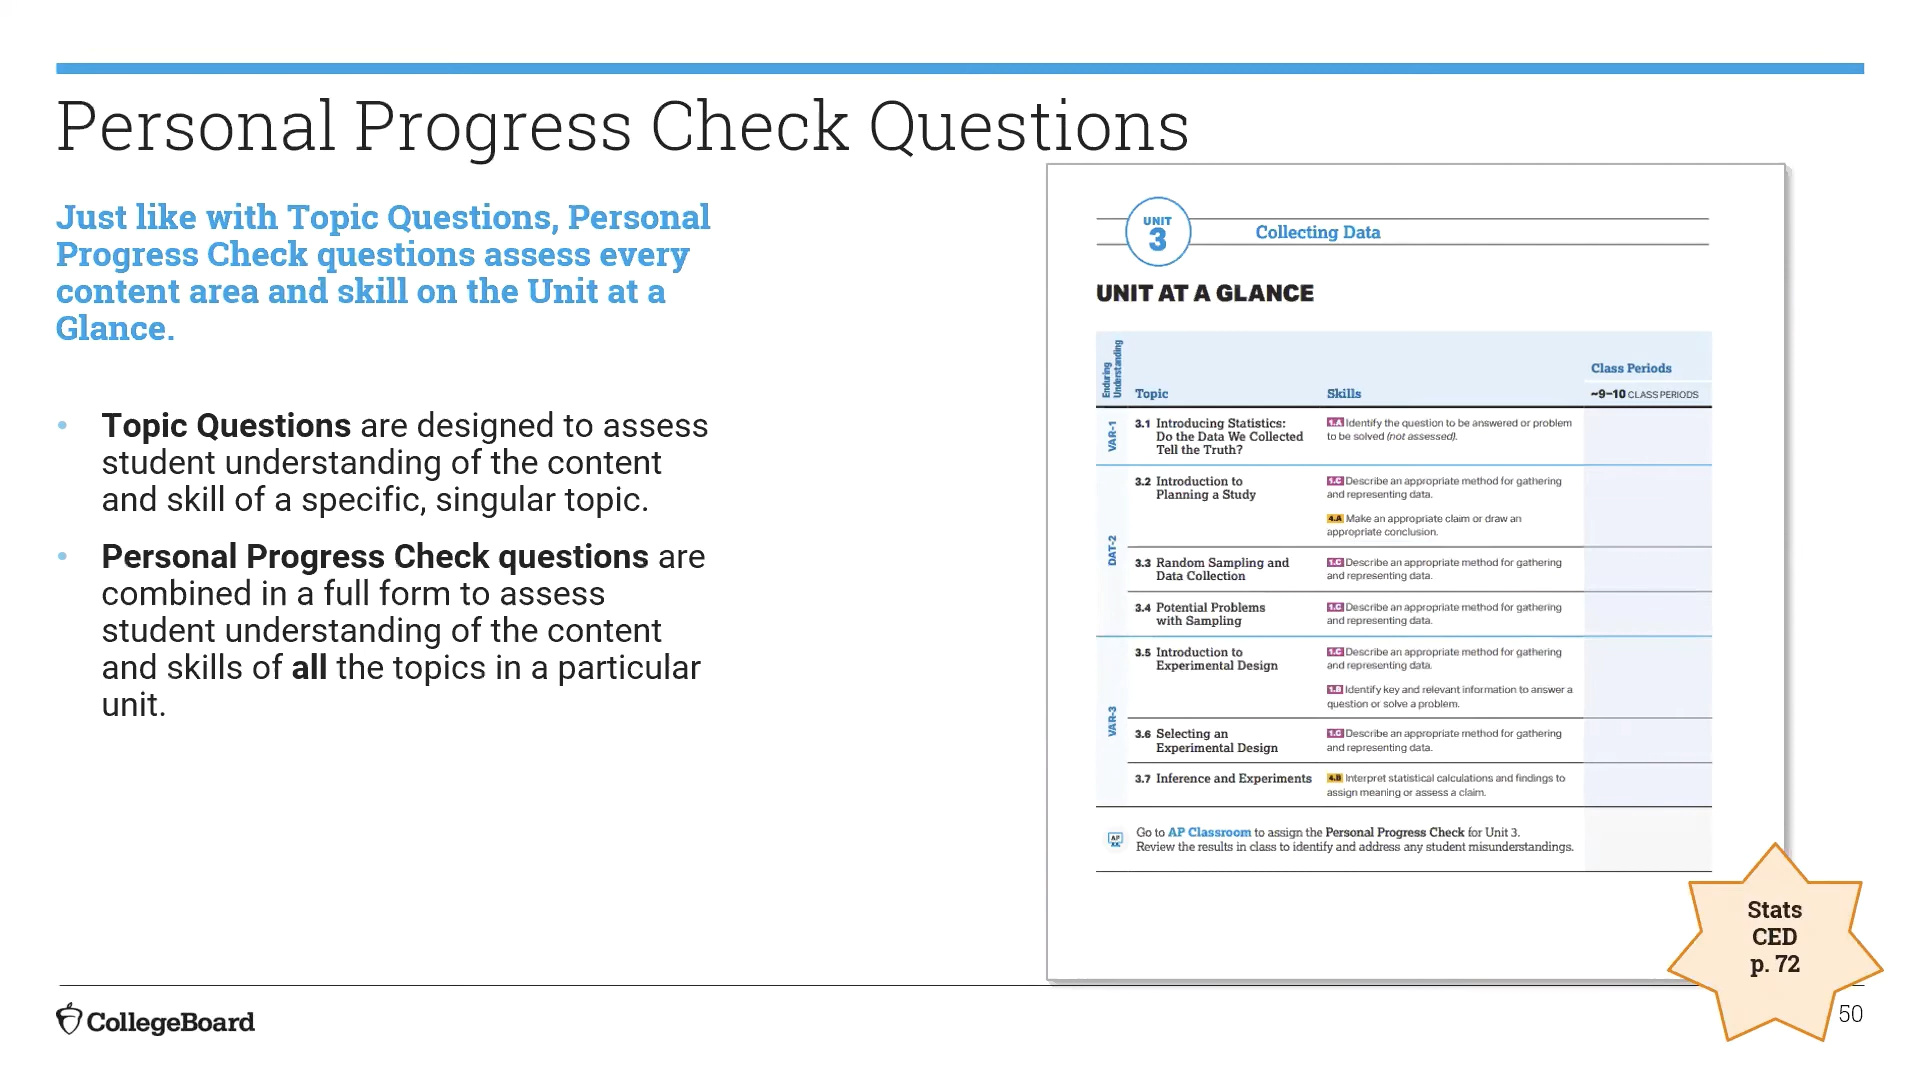 Personal Progress Check Questions
Just like with Topic Questions, Personal
Progress Check questions assess every
content area and skill on the Unit at a
Glance.
• Topic Questions are designed to assess
student understanding of the content
and skill of a specific, singular topic.
• Personal Progress Check questions are
combined in a full form to assess
student understanding of the content
and skills of all the topics in a particular
unit.
UNIT
3
Collecting Data
UNIT AT A GLANCE
Enduring
Understanding
Topic
Skills
Class Periods
~9–10 CLASS PERIODS
VAR-1
3.1 Introducing Statistics:
Do the Data We Collected
Tell the Truth?
1.A Identify the question to be answered or problem
to be solved (not assessed).
DAT-2
3.2 Introduction to
Planning a Study
1.C Describe an appropriate method for gathering
and representing data.
4.A Make an appropriate claim or draw an
appropriate conclusion.
3.3 Random Sampling and
Data Collection
1.C Describe an appropriate method for gathering
and representing data.
3.4 Potential Problems
with Sampling
1.C Describe an appropriate method for gathering
and representing data.
VAR-3
3.5 Introduction to
Experimental Design
1.C Describe an appropriate method for gathering
and representing data.
1.B Identify key and relevant information to answer a
question or solve a problem.
3.6 Selecting an
Experimental Design
1.C Describe an appropriate method for gathering
and representing data.
3.7 Inference and Experiments
4.B Interpret statistical calculations and findings to
assign meaning or assess a claim.
AP
Go to AP Classroom to assign the Personal Progress Check for Unit 3.
Review the results in class to identify and address any student misunderstandings.
Stats
CED
p. 72
CollegeBoard
50